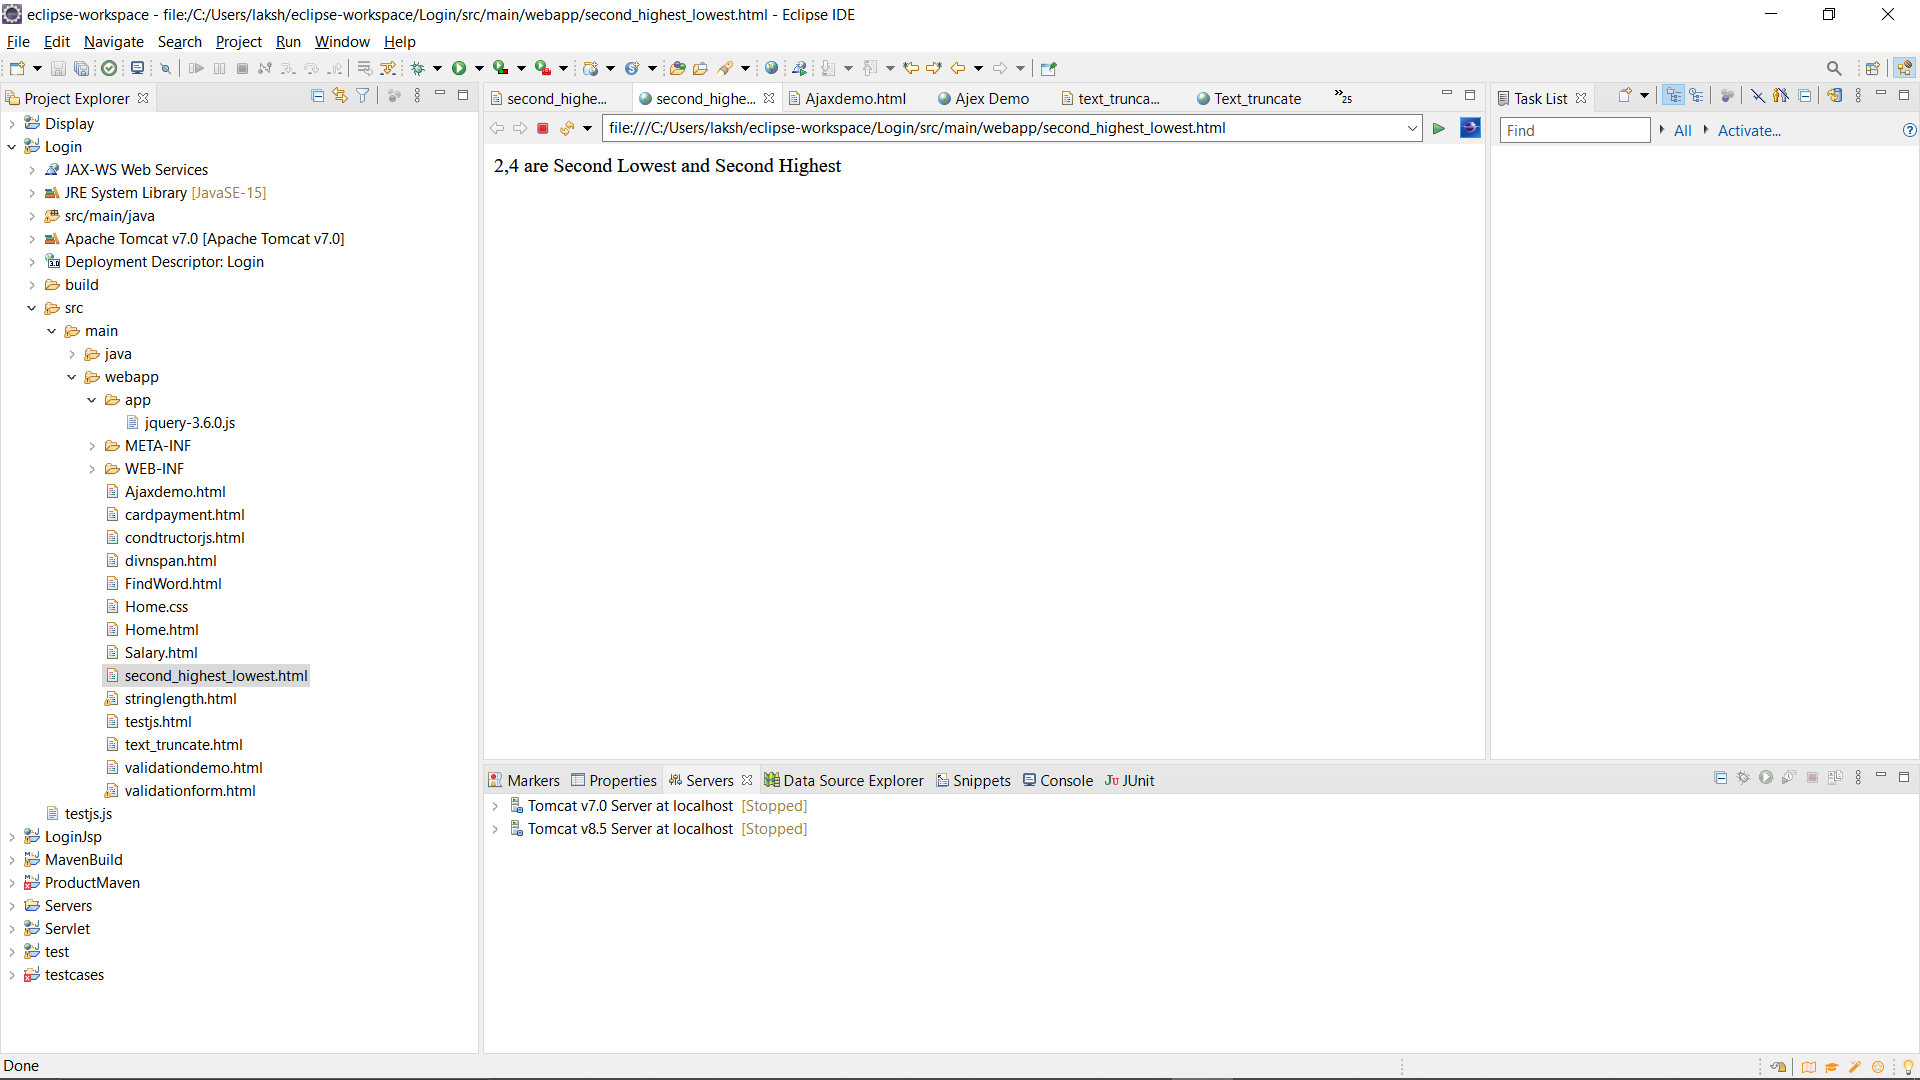 eclipse-workspace - file:/C:/Users/laksh/eclipse-workspace/Login/src/main/webapp/second_highest_lowest.html - Eclipse IDE
File Edit Navigate Search Project Run Window Help
Project Explorer
second_highe...
second_highe...
Ajaxdemo.html
Ajex Demo
text_trunca...
Text_truncate
»25
Task List
file:///C:/Users/laksh/eclipse-workspace/Login/src/main/webapp/second_highest_lowest.html
Find
All
Activate...
2,4 are Second Lowest and Second Highest
Display
Login
JAX-WS Web Services
JRE System Library [JavaSE-15]
src/main/java
Apache Tomcat v7.0 [Apache Tomcat v7.0]
3.0 Deployment Descriptor: Login
build
src
main
java
webapp
app
jquery-3.6.0.js
META-INF
WEB-INF
Ajaxdemo.html
cardpayment.html
condtructorjs.html
divnspan.html
FindWord.html
Home.css
Home.html
Salary.html
second_highest_lowest.html
stringlength.html
testjs.html
text_truncate.html
validationdemo.html
validationform.html
testjs.js
LoginJsp
MavenBuild
ProductMaven
Servers
Servlet
test
testcases
Markers
Properties
Servers
Data Source Explorer
Snippets
Console
Ju JUnit
Tomcat v7.0 Server at localhost [Stopped]
Tomcat v8.5 Server at localhost [Stopped]
Done